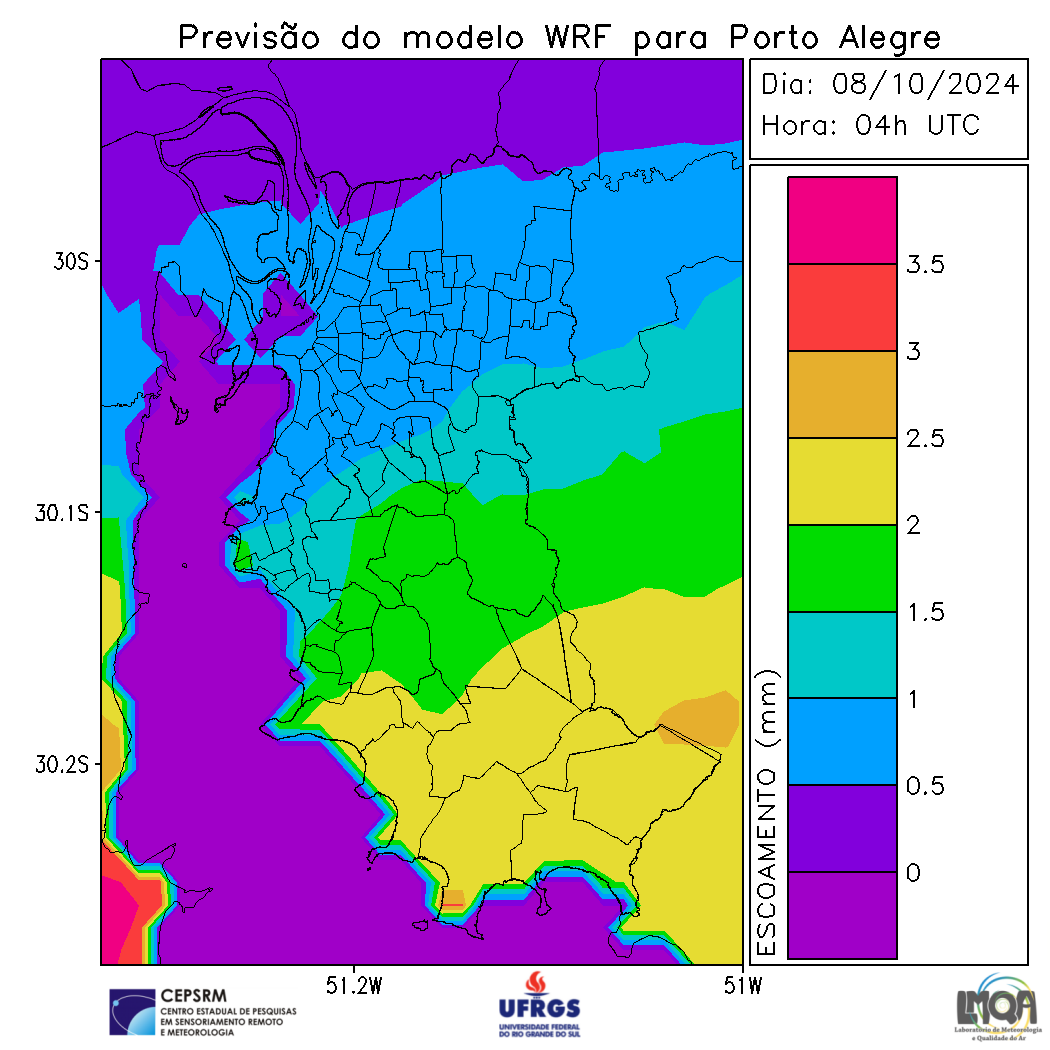 Previsão do modelo WRF para Porto Alegre
Dia: 08/10/2024
Hora: 04h UTC
30S
30.1S
30.2S
51.2W
51W
ESCOAMENTO (mm)
3.5
3
2.5
2
1.5
1
0.5
0
CEPSRM
CENTRO ESTADUAL DE PESQUISAS
EM SENSORIAMENTO REMOTO
E METEOROLOGIA
UFRGS
UNIVERSIDADE FEDERAL
DO RIO GRANDE DO SUL
LMQA
Laboratório de Meteorologia
e Qualidade do Ar